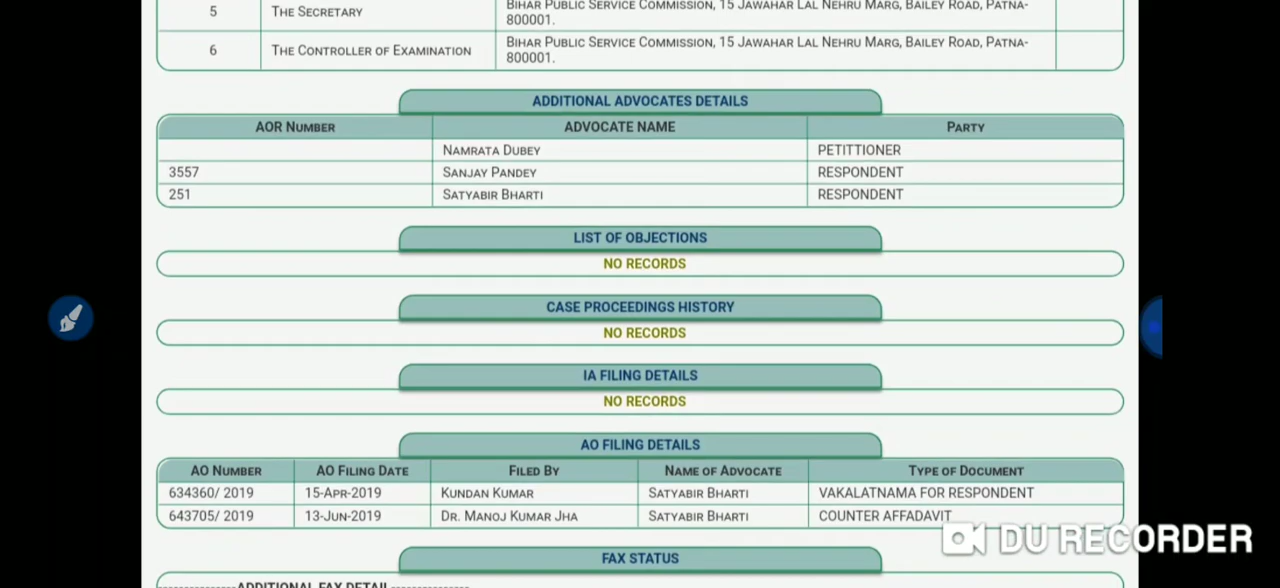 5 The Secretary Bihar Public Service Commission, 15 Jawahar Lal Nehru Marg, Bailey Road, Patna-
800001.
6 The Controller of Examination Bihar Public Service Commission, 15 Jawahar Lal Nehru Marg, Bailey Road, Patna-
800001.
ADDITIONAL ADVOCATES DETAILS
AOR Number ADVOCATE NAME Party
Namrata Dubey PETITTIONER
3557 Sanjay Pandey RESPONDENT
251 Satyabir Bharti RESPONDENT
LIST OF OBJECTIONS
NO RECORDS
CASE PROCEEDINGS HISTORY
NO RECORDS
IA FILING DETAILS
NO RECORDS
AO FILING DETAILS
AO Number AO Filing Date Filed By Name of Advocate Type of Document
634360/ 2019 15-Apr-2019 Kundan Kumar Satyabir Bharti VAKALATNAMA FOR RESPONDENT
643705/ 2019 13-Jun-2019 Dr. Manoj Kumar Jha Satyabir Bharti COUNTER AFFADAVIT
DU RECORDER
FAX STATUS
---------------ADDITIONAL FAX DETAIL---------------